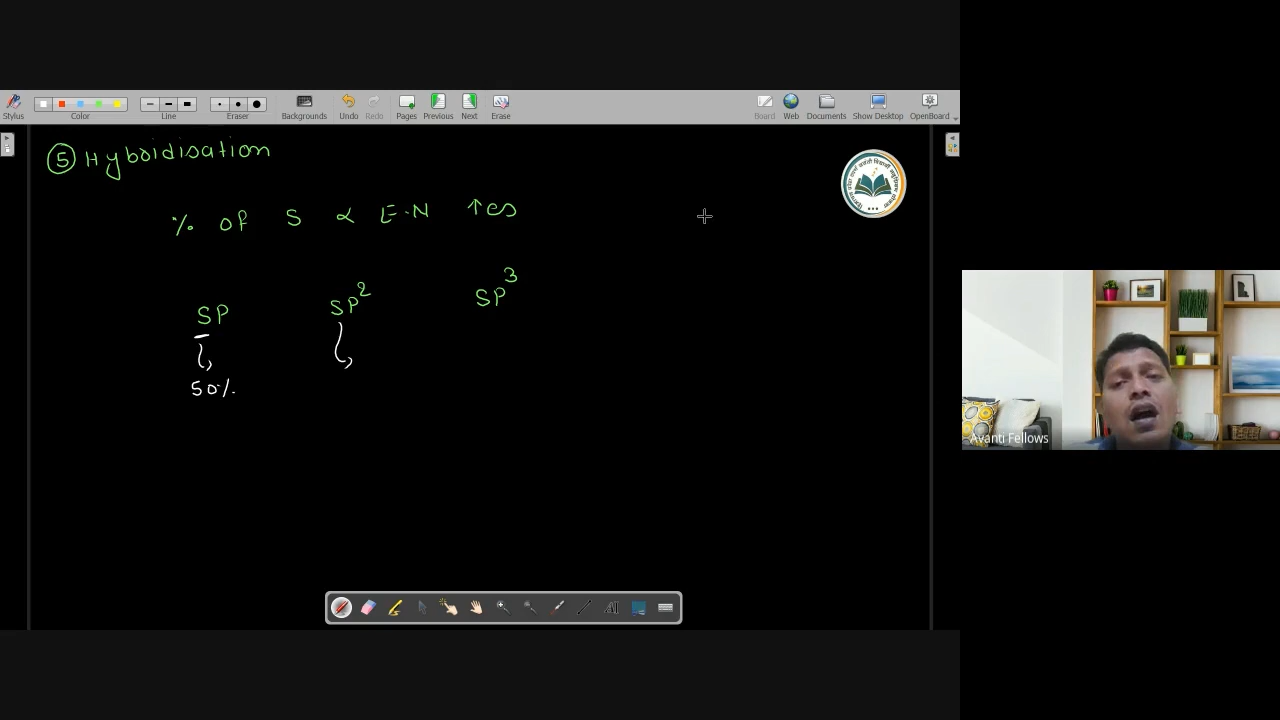 Stylus
Color
Line
Eraser
Backgrounds
Undo
Redo
Pages
Previous
Next
Erase
Board
Web
Documents
Show Desktop
OpenBoard
⑤ Hyboidisation
% of S ∝ E.N ↑es
SP SP² SP³
50%
Avanti Fellows